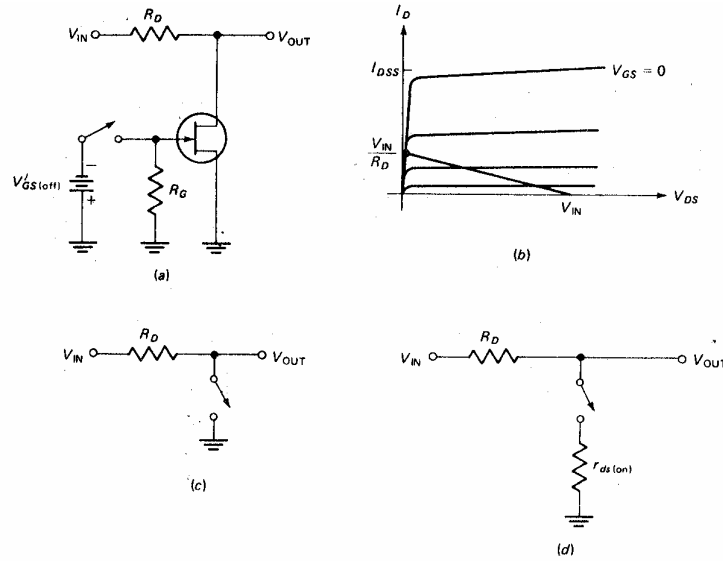 R_D
V_IN
V_OUT
V'_GS(off)
−
+
R_G
(a)
I_D
I_DSS
V_GS = 0
V_IN
R_D
V_IN
V_DS
(b)
R_D
V_IN
V_OUT
(c)
R_D
V_IN
V_OUT
r_ds(on)
(d)